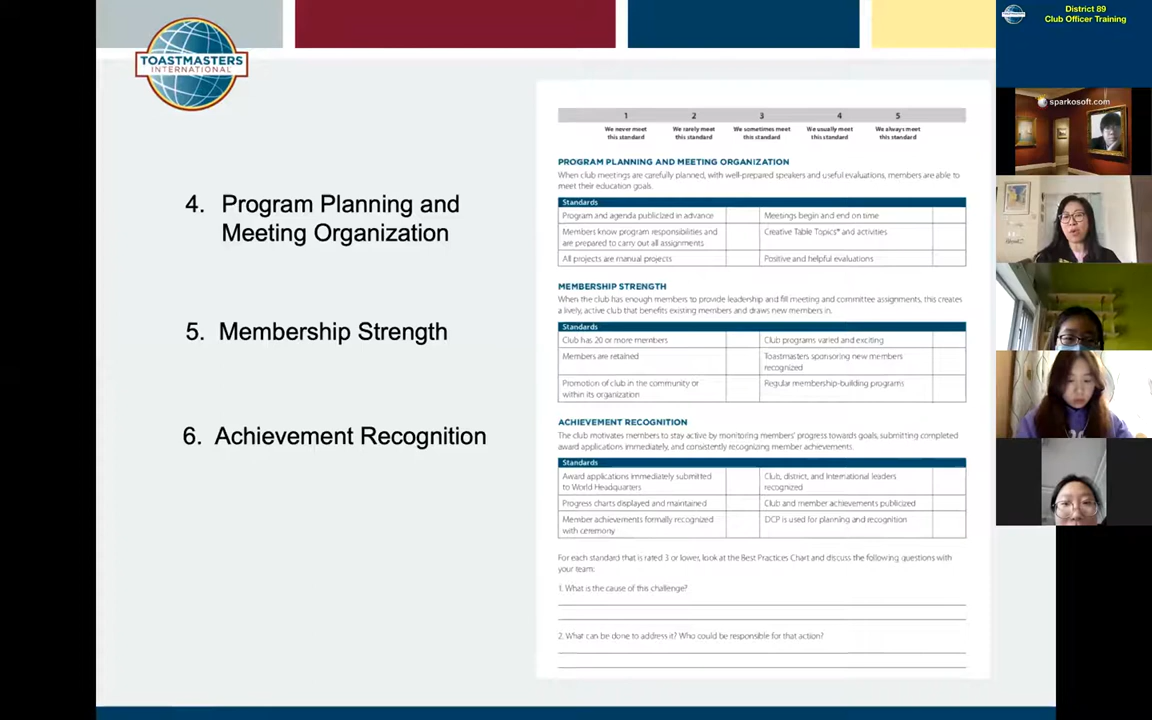 TOASTMASTERS
INTERNATIONAL
4. Program Planning and
Meeting Organization
5. Membership Strength
6. Achievement Recognition
1 2 3 4 5
We never meet this standard
We rarely meet this standard
We sometimes meet this standard
We usually meet this standard
We always meet this standard
PROGRAM PLANNING AND MEETING ORGANIZATION
When club meetings are carefully planned, with well-prepared speakers and useful evaluations, members are able to
meet their education goals.
Standards
Program and agenda publicized in advance
Meetings begin and end on time
Members know program responsibilities and
are prepared to carry out all assignments
Creative Table Topics® and activities
All projects are manual projects
Positive and helpful evaluations
MEMBERSHIP STRENGTH
When the club has enough members to provide leadership and fill meeting and committee assignments, this creates
a lively, active club that benefits existing members and draws new members in.
Standards
Club has 20 or more members
Club programs varied and exciting
Members are retained
Toastmasters sponsoring new members
recognized
Promotion of club in the community or
within its organization
Regular membership-building programs
ACHIEVEMENT RECOGNITION
The club motivates members to stay active by monitoring members' progress towards goals, submitting completed
award applications immediately, and consistently recognizing member achievements.
Standards
Award applications immediately submitted
to World Headquarters
Club, district, and International leaders
recognized
Progress charts displayed and maintained
Club and member achievements publicized
Member achievements formally recognized
with ceremony
DCP is used for planning and recognition
For each standard that is rated 3 or lower, look at the Best Practices Chart and discuss the following questions with
your team:
1. What is the cause of this challenge?
2. What can be done to address it? Who could be responsible for that action?
District 89
Club Officer Training
sparkosoft.com